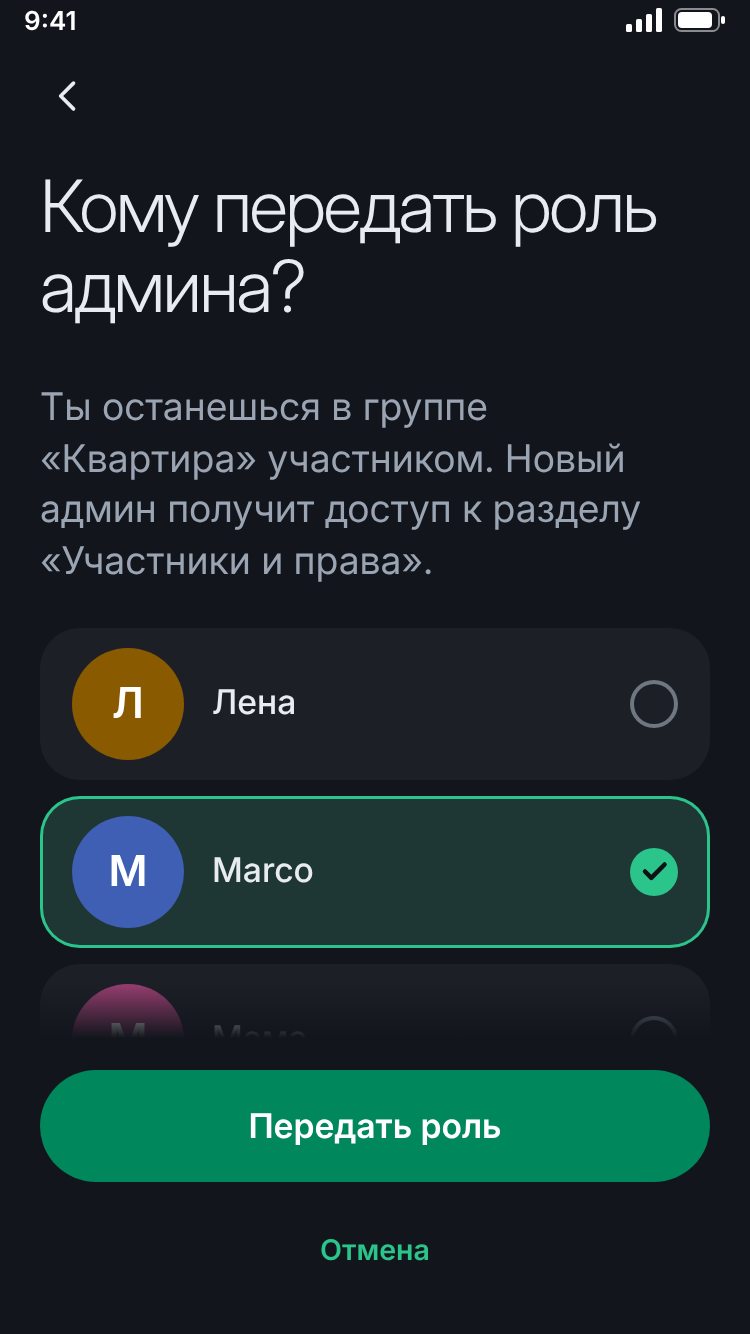 9:41
Кому передать роль
админа?
Ты останешься в группе
«Квартира» участником. Новый
админ получит доступ к разделу
«Участники и права».
Л
Лена
M
Marco
М
Передать роль
Отмена